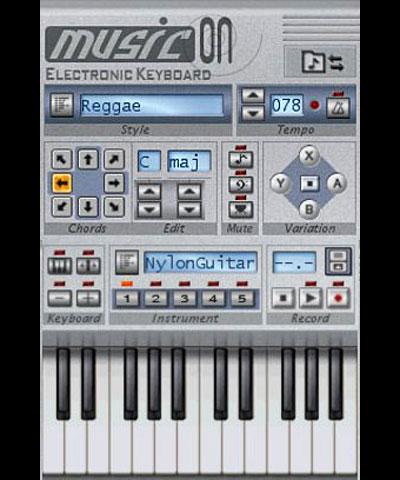 music on
ELECTRONIC KEYBOARD
Reggae
078
Style
Tempo
C maj
X
Y A
B
Chords
Edit
Mute
Variation
NylonGuitar
--.-
1 2 3 4 5
Keyboard
Instrument
Record